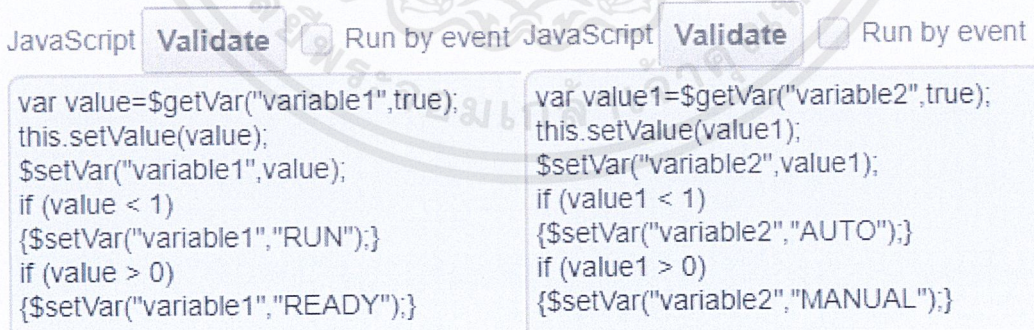 JavaScript Validate Run by event
var value=$getVar("variable1",true);
this.setValue(value);
$setVar("variable1",value);
if (value < 1)
{$setVar("variable1","RUN");}
if (value > 0)
{$setVar("variable1","READY");}
JavaScript Validate Run by event
var value1=$getVar("variable2",true);
this.setValue(value1);
$setVar("variable2",value1);
if (value1 < 1)
{$setVar("variable2","AUTO");}
if (value1 > 0)
{$setVar("variable2","MANUAL");}